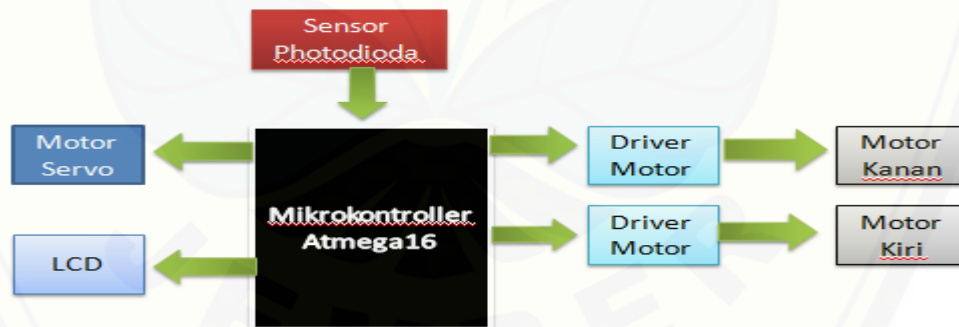 Sensor
Photodioda
Motor
Servo
Mikrokontroller
Atmega16
Driver
Motor
Motor
Kanan
LCD
Driver
Motor
Motor
Kiri